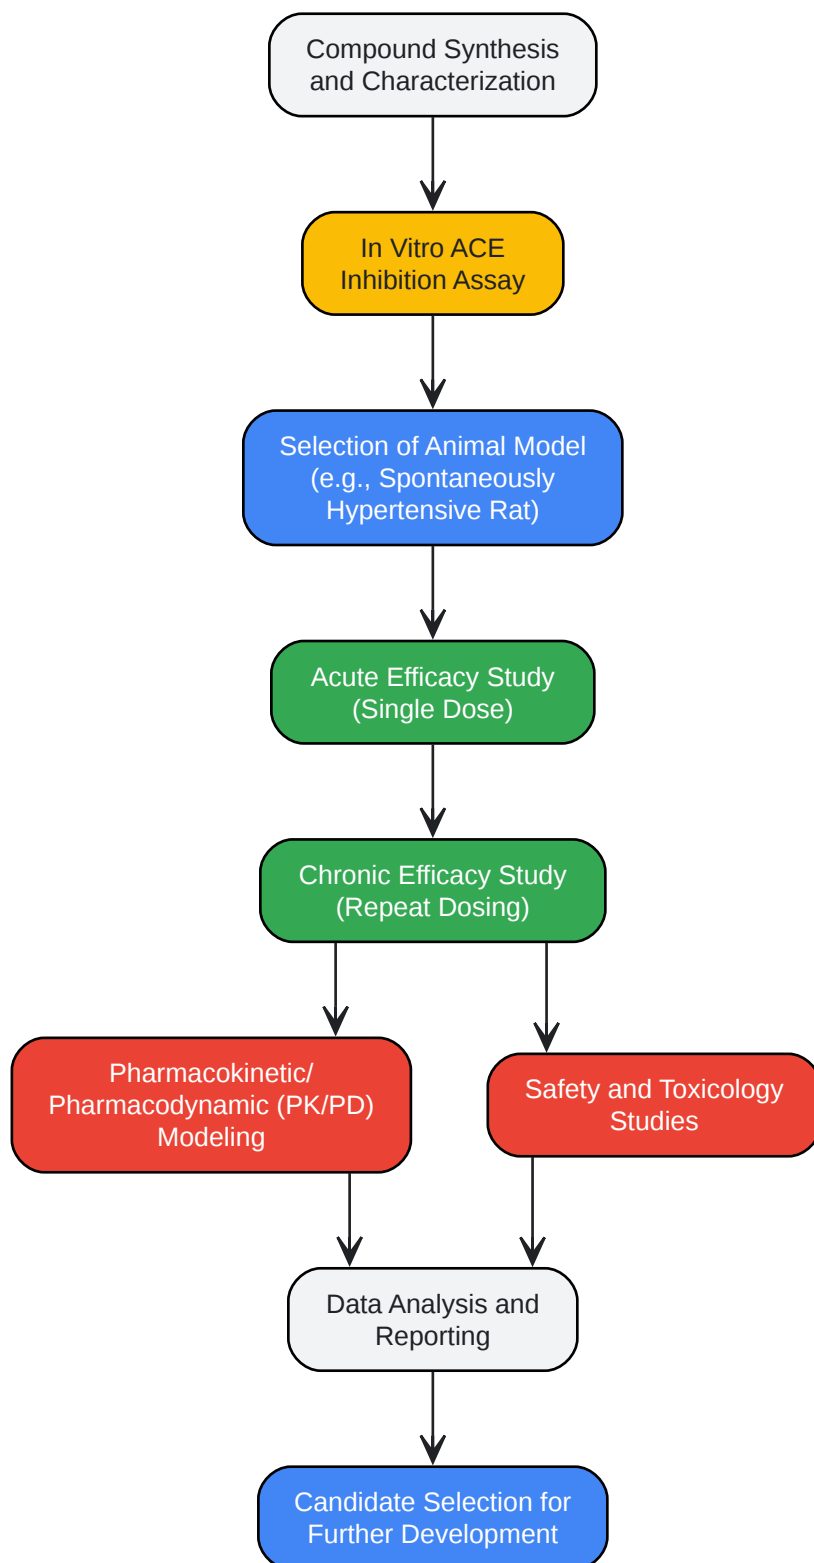 Compound Synthesis
and Characterization
In Vitro ACE
Inhibition Assay
Selection of Animal Model
(e.g., Spontaneously
Hypertensive Rat)
Acute Efficacy Study
(Single Dose)
Chronic Efficacy Study
(Repeat Dosing)
Pharmacokinetic/
Pharmacodynamic (PK/PD)
Modeling
Safety and Toxicology
Studies
Data Analysis and
Reporting
Candidate Selection for
Further Development